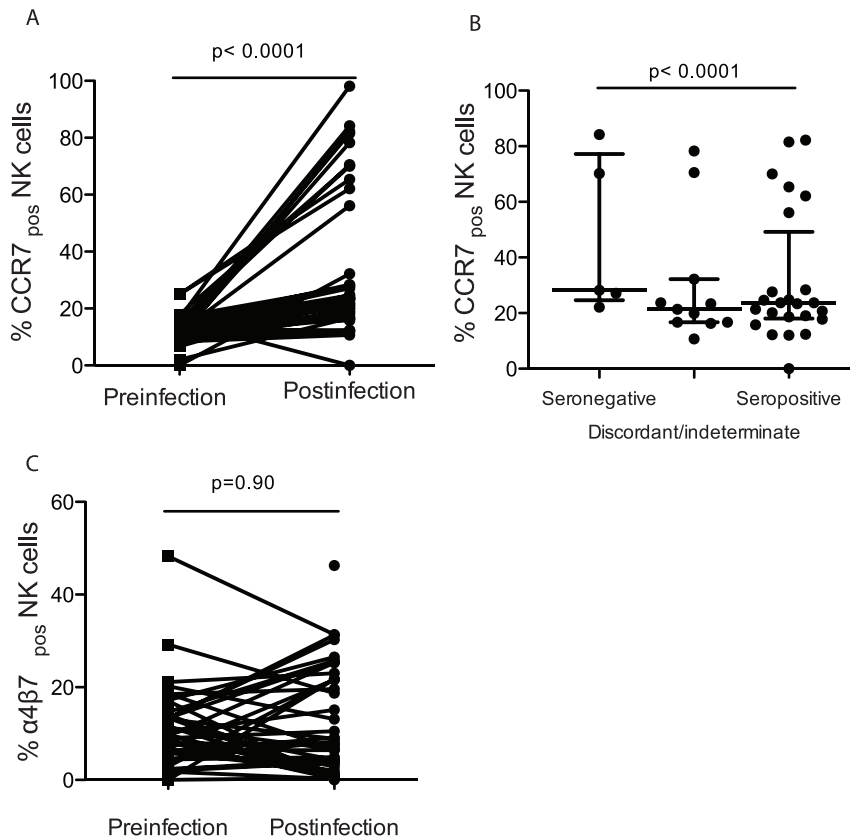 A
p< 0.0001
% CCR7 pos NK cells
100
80
60
40
20
0
Preinfection
Postinfection
B
p< 0.0001
% CCR7 pos NK cells
100
80
60
40
20
0
Seronegative
Seropositive
Discordant/indeterminate
C
p=0.90
% α4β7 pos NK cells
60
40
20
0
Preinfection
Postinfection